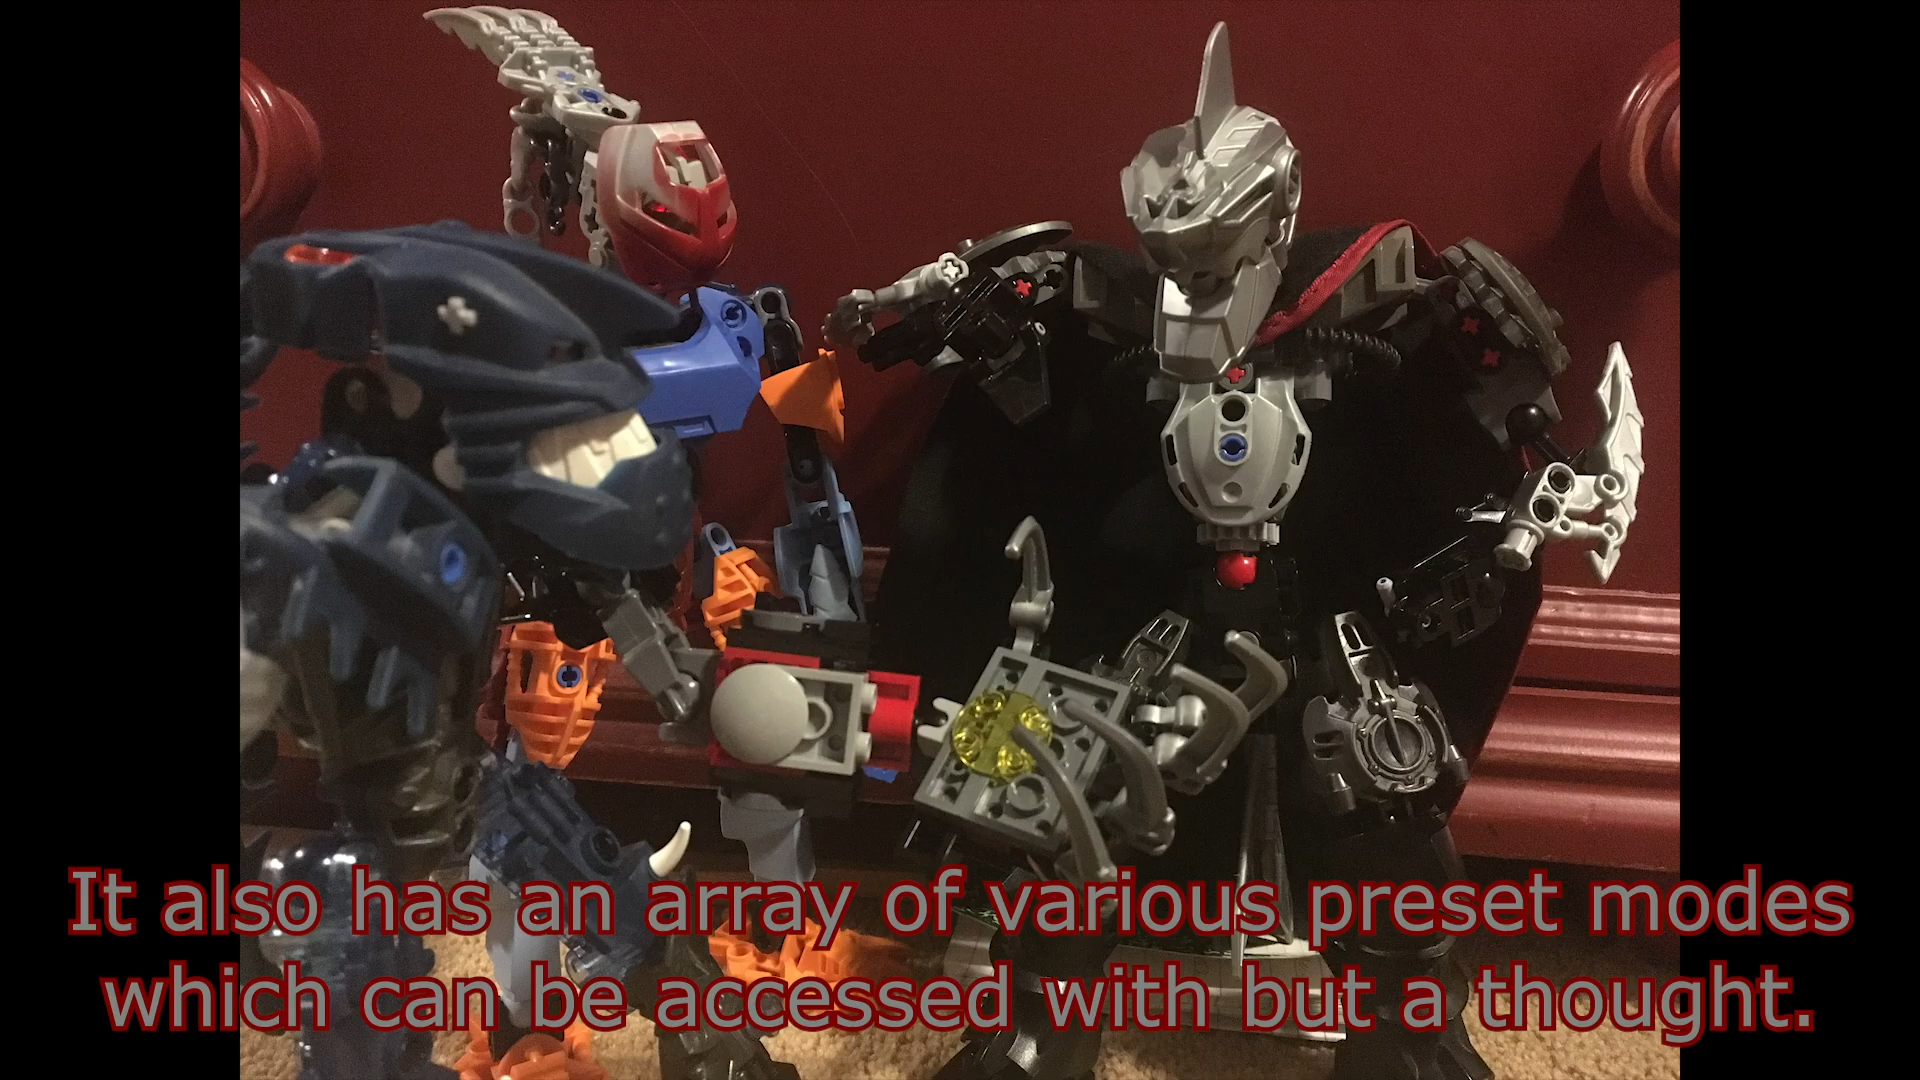 It also has an array of various preset modes
which can be accessed with but a thought.